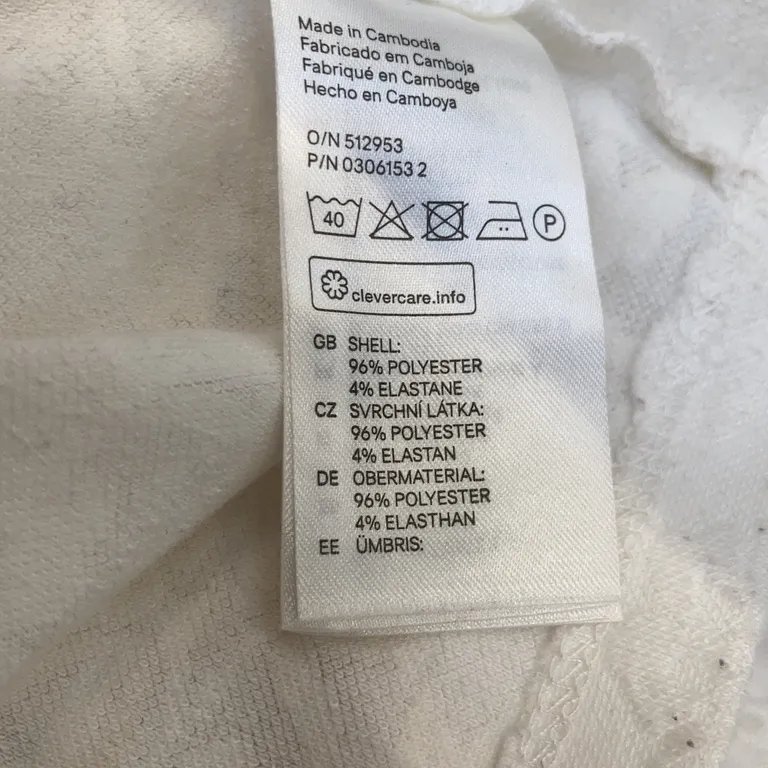 Made in Cambodia
Fabricado em Camboja
Fabriqué en Cambodge
Hecho en Camboya
O/N 512953
P/N 0306153 2
40 P
clevercare.info
GB SHELL:
96% POLYESTER
4% ELASTANE
CZ SVRCHNÍ LÁTKA:
96% POLYESTER
4% ELASTAN
DE OBERMATERIAL:
96% POLYESTER
4% ELASTHAN
EE ÜMBRIS: